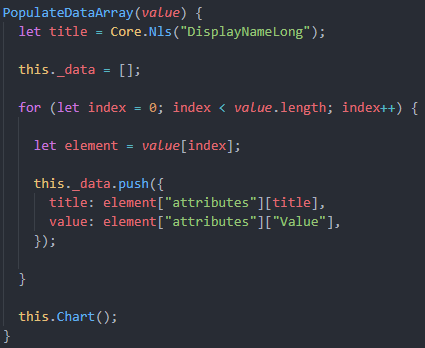 PopulateDataArray(value) {
let title = Core.Nls("DisplayNameLong");
this._data = [];
for (let index = 0; index < value.length; index++) {
let element = value[index];
this._data.push({
title: element["attributes"][title],
value: element["attributes"]["Value"],
});
}
this.Chart();
}